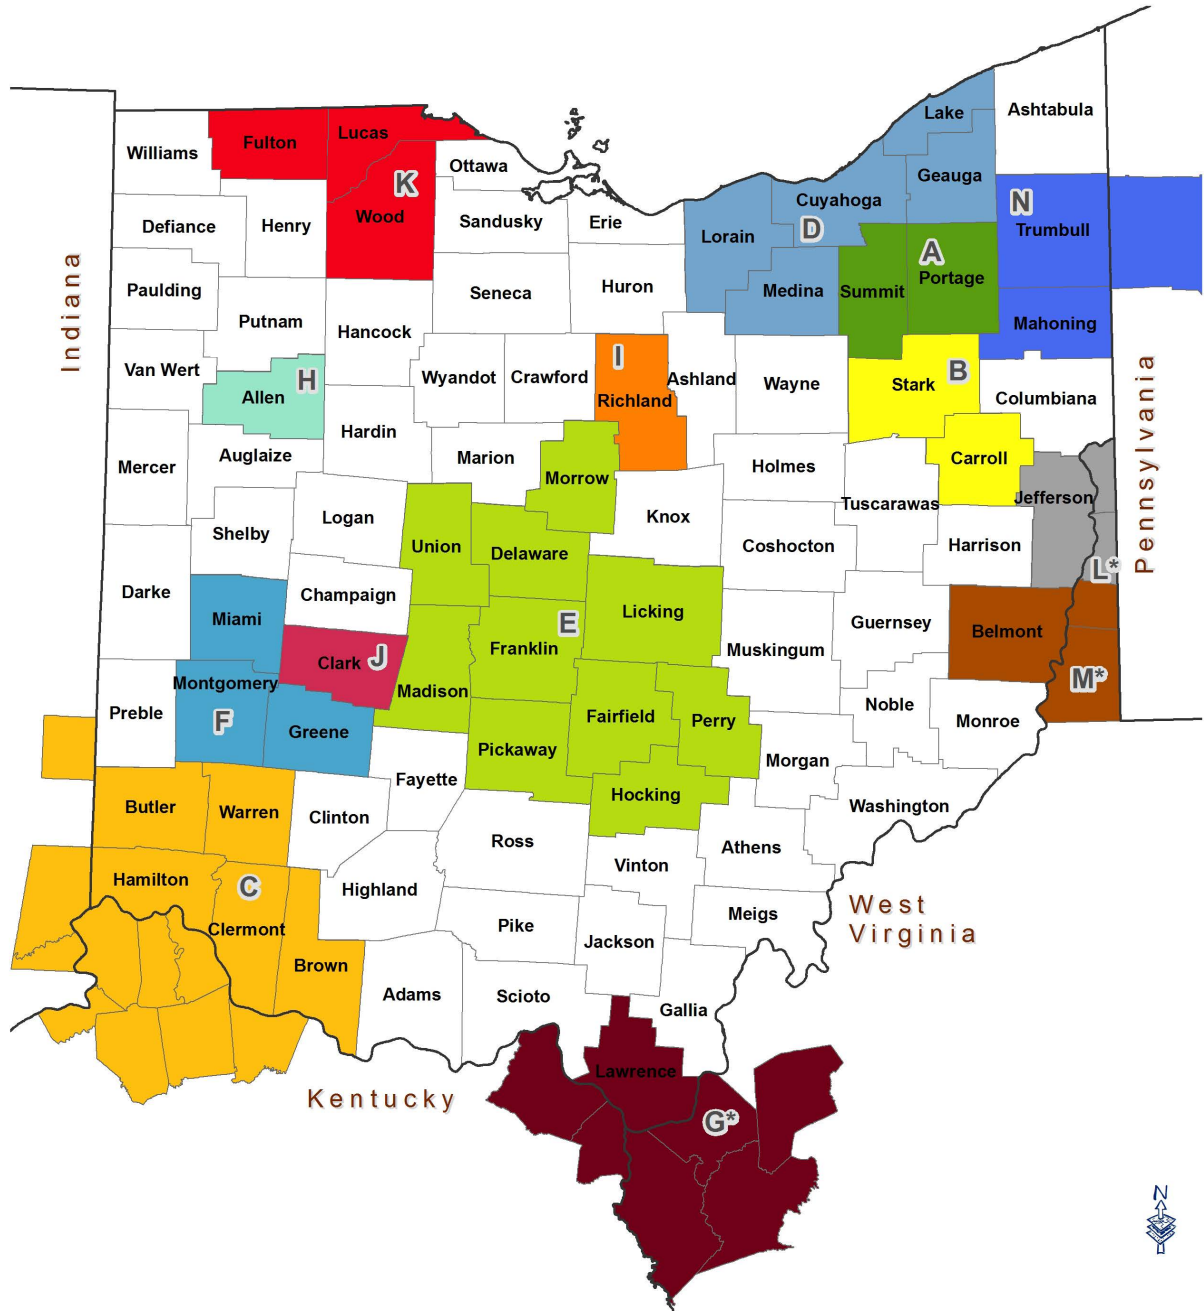 Lake
Ashtabula
Lucas
Fulton
Williams
Ottawa
K
Geauga
Cuyahoga
N
Wood
Sandusky
Erie
Defiance
Henry
D
Trumbull
Lorain
A
Portage
Indiana
Paulding
Seneca
Huron
Medina
Summit
Putnam
Hancock
Mahoning
I
Van Wert
Wyandot
Crawford
Ashland
Wayne
B
Stark
H
Allen
Richland
Columbiana
Pennsylvania
Hardin
Auglaize
Marion
Mercer
Morrow
Holmes
Carroll
Jefferson
Tuscarawas
Logan
Knox
Shelby
Union
Delaware
Coshocton
Harrison
L*
Darke
Champaign
Miami
Licking
E
Franklin
Guernsey
Belmont
Muskingum
Clark
J
Montgomery
Madison
M*
Preble
F
Greene
Fairfield
Perry
Noble
Monroe
Pickaway
Morgan
Fayette
Hocking
Butler
Warren
Clinton
Washington
Ross
Athens
Vinton
Hamilton
C
Highland
West
Virginia
Meigs
Clermont
Pike
Jackson
Brown
Adams
Scioto
Gallia
Lawrence
Kentucky
G*
N